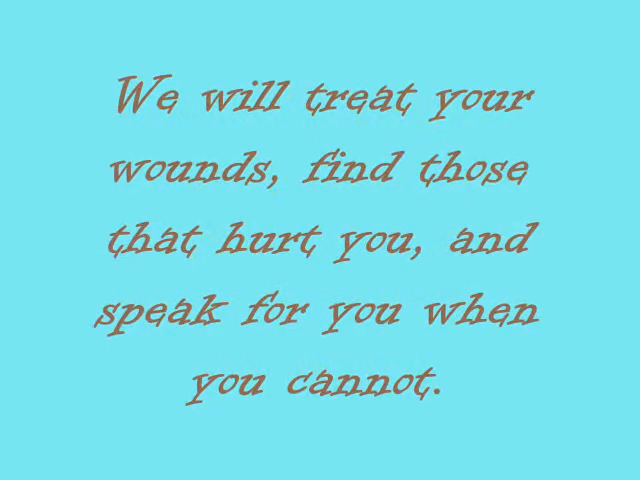 We will treat your
wounds, find those
that hurt you, and
speak for you when
you cannot.